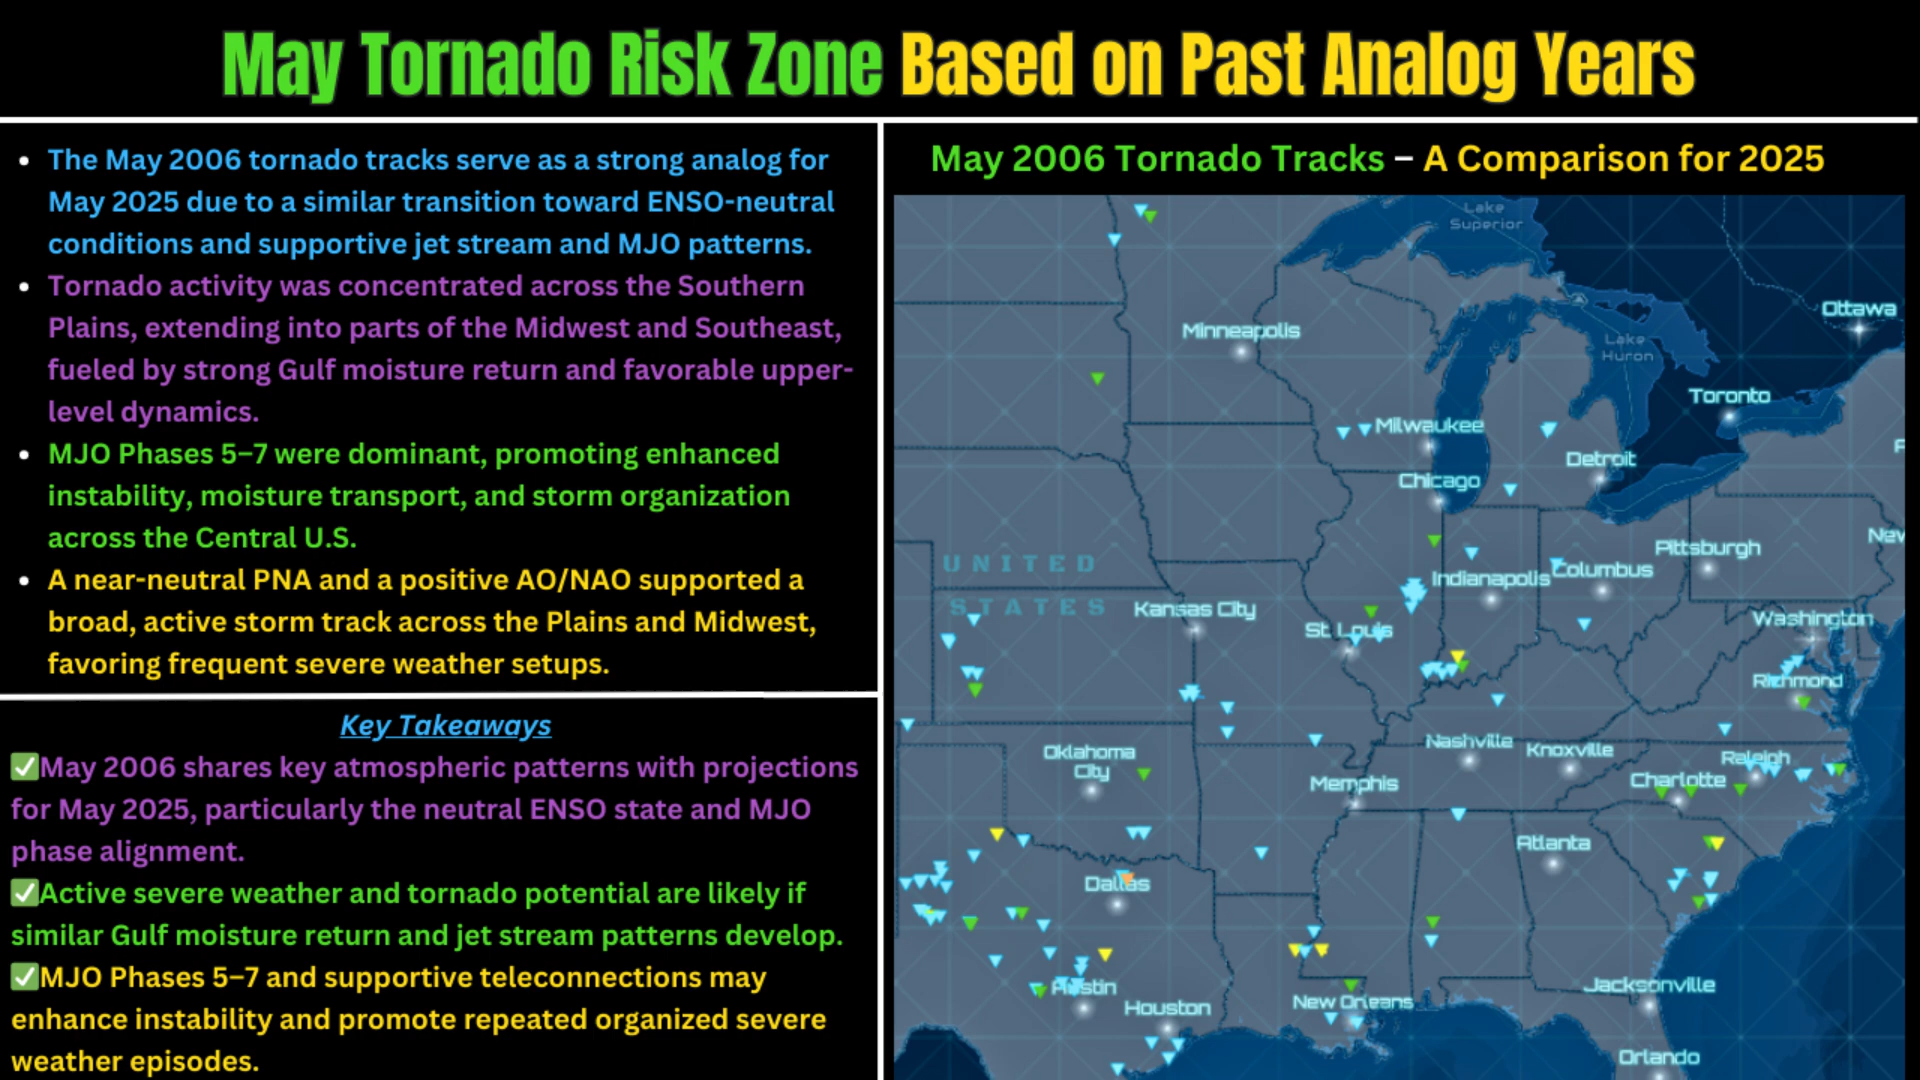 May Tornado Risk Zone Based on Past Analog Years
• The May 2006 tornado tracks serve as a strong analog for
May 2025 due to a similar transition toward ENSO-neutral
conditions and supportive jet stream and MJO patterns.
• Tornado activity was concentrated across the Southern
Plains, extending into parts of the Midwest and Southeast,
fueled by strong Gulf moisture return and favorable upper-
level dynamics.
• MJO Phases 5–7 were dominant, promoting enhanced
instability, moisture transport, and storm organization
across the Central U.S.
• A near-neutral PNA and a positive AO/NAO supported a
broad, active storm track across the Plains and Midwest,
favoring frequent severe weather setups.
Key Takeaways
✅May 2006 shares key atmospheric patterns with projections
for May 2025, particularly the neutral ENSO state and MJO
phase alignment.
✅Active severe weather and tornado potential are likely if
similar Gulf moisture return and jet stream patterns develop.
✅MJO Phases 5–7 and supportive teleconnections may
enhance instability and promote repeated organized severe
weather episodes.
May 2006 Tornado Tracks – A Comparison for 2025
Lake
Superior
Ottawa
Minneapolis
Lake
Huron
Toronto
Milwaukee
Detroit
Chicago
New
Pittsburgh
UNITED
Columbus
Indianapolis
STATES
Kansas City
Washington
St. Louis
Richmond
Nashville
Knoxville
Oklahoma
City
Raleigh
Memphis
Charlotte
Atlanta
Dallas
Austin
Jacksonville
New Orleans
Houston
Orlando